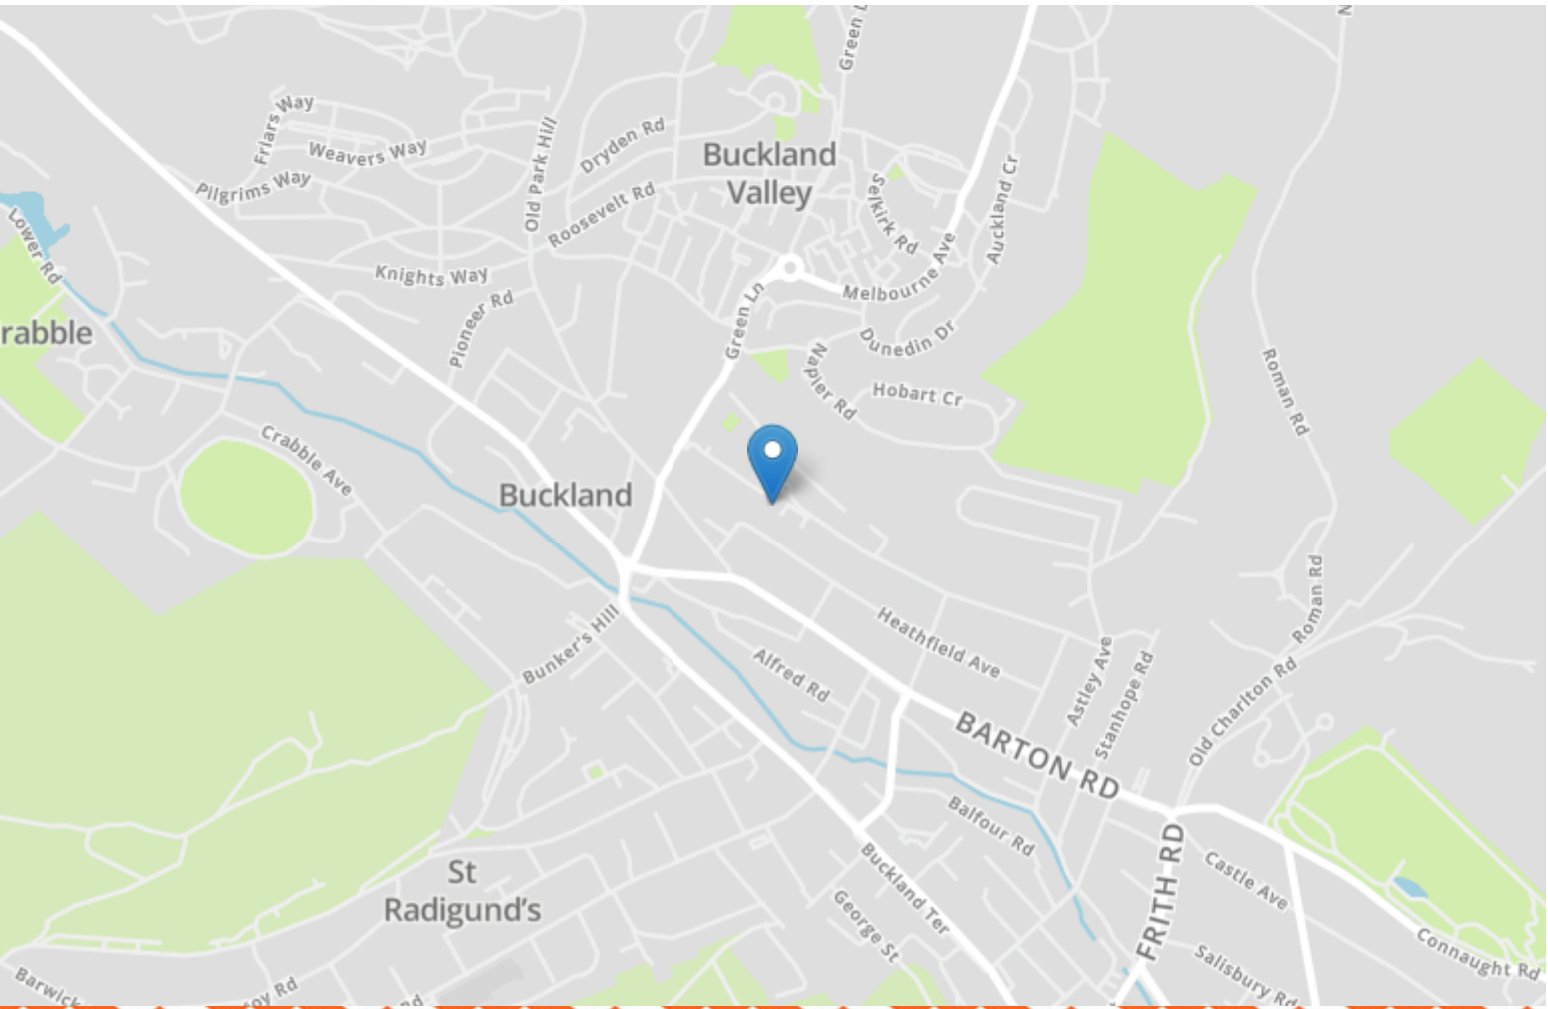 Green L
N
Friars Way
Weavers Way
Pilgrims Way
Old Park Hill
Dryden Rd
Roosevelt Rd
Buckland
Valley
Selkirk Rd
Auckland Cr
Melbourne Ave
Lower Rd
Knights Way
Pioneer Rd
Green Ln
Dunedin Dr
rabble
Napier Rd
Hobart Cr
Roman Rd
Crabble Ave
Buckland
Roman Rd
Bunker's Hill
Heathfield Ave
Alfred Rd
Astley Ave
Stanhope Rd
Old Charlton Rd
BARTON RD
Balfour Rd
St
Radigund's
Buckland Ter
George St
FRITH RD
Castle Ave
Salisbury Rd
Connaught Rd
Barwick
oy Rd
Rd